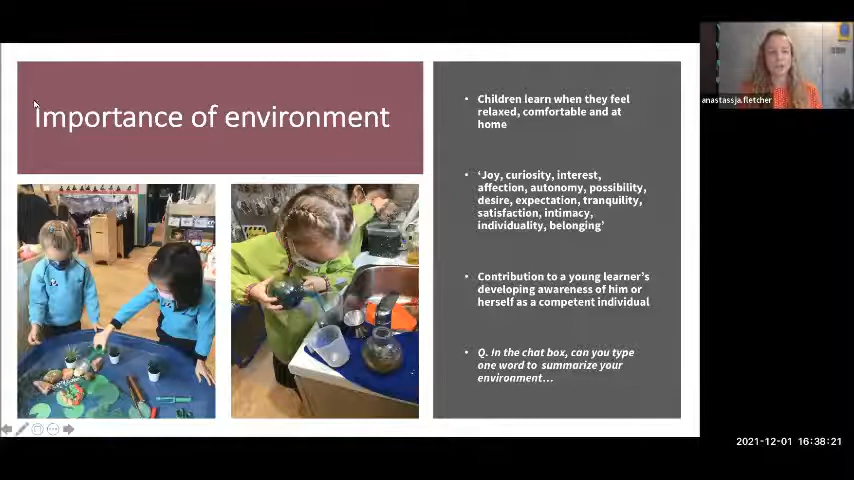 Importance of environment
• Children learn when they feel
relaxed, comfortable and at
home
• 'Joy, curiosity, interest,
affection, autonomy, possibility,
desire, expectation, tranquility,
satisfaction, intimacy,
individuality, belonging'
• Contribution to a young learner's
developing awareness of him or
herself as a competent individual
• Q. In the chat box, can you type
one word to summarize your
environment...
anastassja.fletcher
2021-12-01 16:38:21